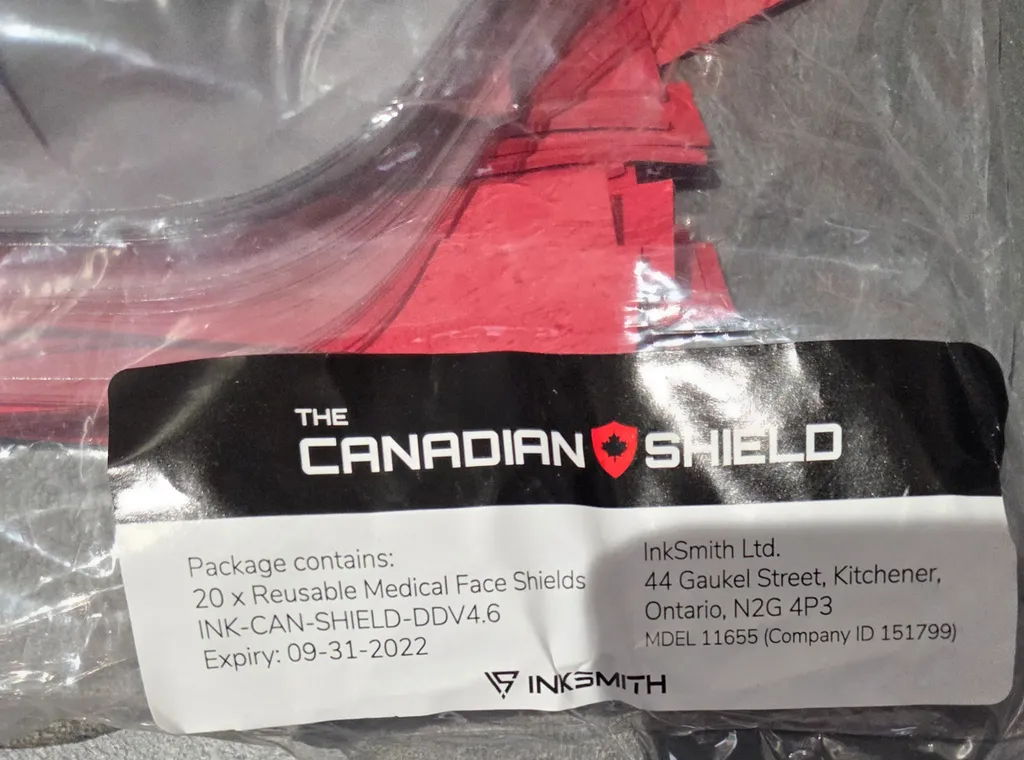 THE
CANADIAN SHIELD
Package contains:
20 x Reusable Medical Face Shields
INK-CAN-SHIELD-DDV4.6
Expiry: 09-31-2022
InkSmith Ltd.
44 Gaukel Street, Kitchener,
Ontario, N2G 4P3
MDEL 11655 (Company ID 151799)
INKSMITH